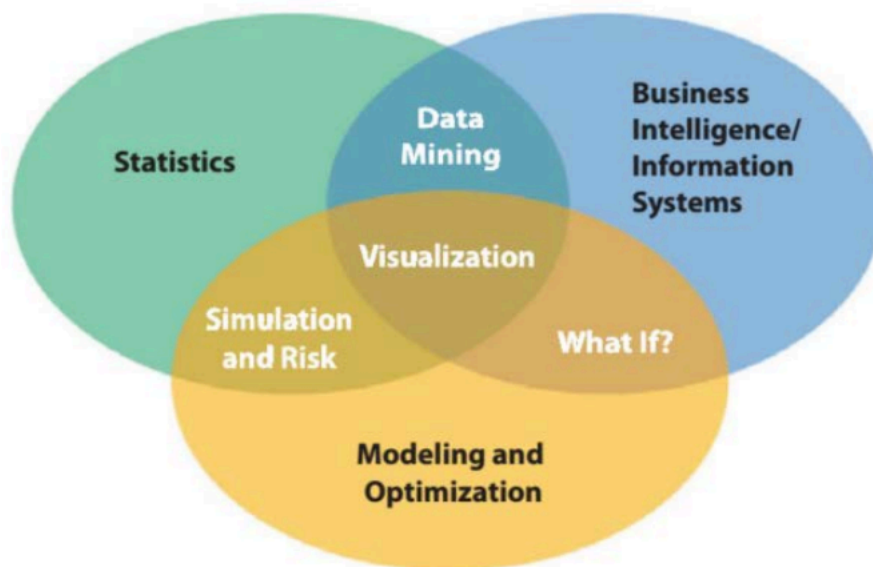 Statistics
Data
Mining
Business
Intelligence/
Information
Systems
Visualization
Simulation
and Risk
What If?
Modeling and
Optimization